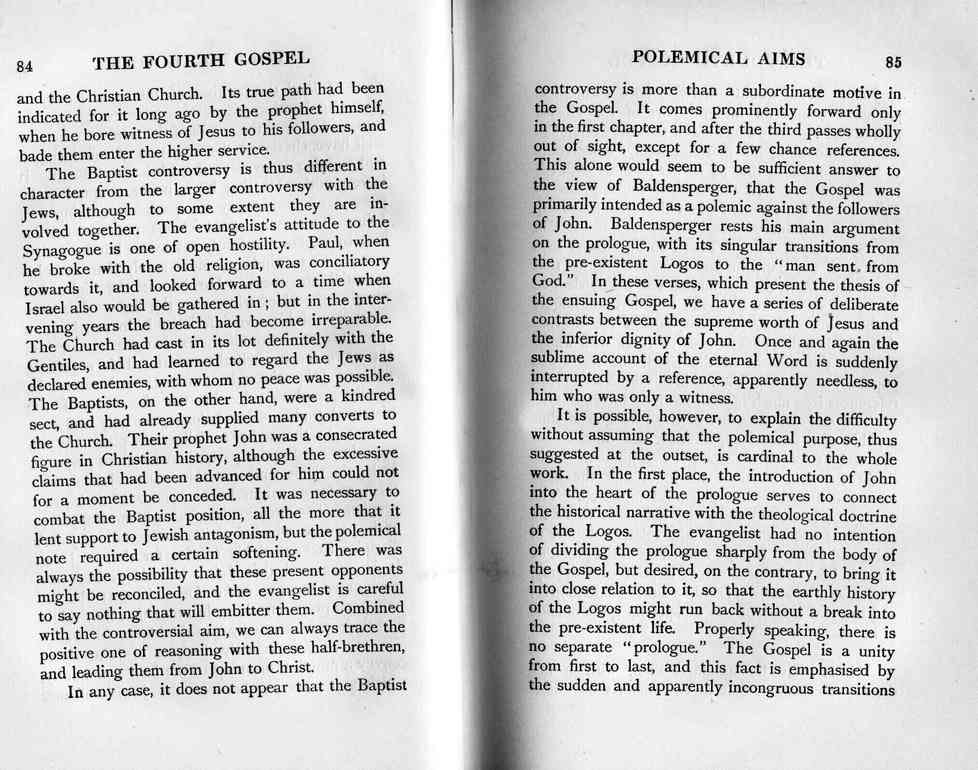 84 THE FOURTH GOSPEL
and the Christian Church. Its true path had been
indicated for it long ago by the prophet himself,
when he bore witness of Jesus to his followers, and
bade them enter the higher service.
The Baptist controversy is thus different in
character from the larger controversy with the
Jews, although to some extent they are in-
volved together. The evangelist's attitude to the
Synagogue is one of open hostility. Paul, when
he broke with the old religion, was conciliatory
towards it, and looked forward to a time when
Israel also would be gathered in; but in the inter-
vening years the breach had become irreparable.
The Church had cast in its lot definitely with the
Gentiles, and had learned to regard the Jews as
declared enemies, with whom no peace was possible.
The Baptists, on the other hand, were a kindred
sect, and had already supplied many converts to
the Church. Their prophet John was a consecrated
figure in Christian history, although the excessive
claims that had been advanced for him could not
for a moment be conceded. It was necessary to
combat the Baptist position, all the more that it
lent support to Jewish antagonism, but the polemical
note required a certain softening. There was
always the possibility that these present opponents
might be reconciled, and the evangelist is careful
to say nothing that will embitter them. Combined
with the controversial aim, we can always trace the
positive one of reasoning with these half-brethren,
and leading them from John to Christ.
In any case, it does not appear that the Baptist
POLEMICAL AIMS 85
controversy is more than a subordinate motive in
the Gospel. It comes prominently forward only
in the first chapter, and after the third passes wholly
out of sight, except for a few chance references.
This alone would seem to be sufficient answer to
the view of Baldensperger, that the Gospel was
primarily intended as a polemic against the followers
of John. Baldensperger rests his main argument
on the prologue, with its singular transitions from
the pre-existent Logos to the "man sent from
God." In these verses, which present the thesis of
the ensuing Gospel, we have a series of deliberate
contrasts between the supreme worth of Jesus and
the inferior dignity of John. Once and again the
sublime account of the eternal Word is suddenly
interrupted by a reference, apparently needless, to
him who was only a witness.
It is possible, however, to explain the difficulty
without assuming that the polemical purpose, thus
suggested at the outset, is cardinal to the whole
work. In the first place, the introduction of John
into the heart of the prologue serves to connect
the historical narrative with the theological doctrine
of the Logos. The evangelist had no intention
of dividing the prologue sharply from the body of
the Gospel, but desired, on the contrary, to bring it
into close relation to it, so that the earthly history
of the Logos might run back without a break into
the pre-existent life. Properly speaking, there is
no separate "prologue." The Gospel is a unity
from first to last, and this fact is emphasised by
the sudden and apparently incongruous transitions